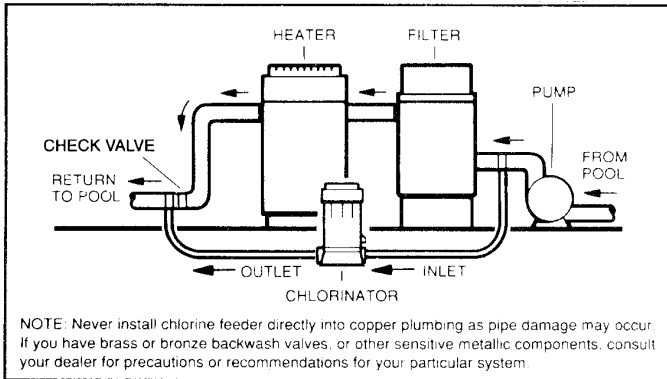 HEATER
FILTER
PUMP
CHECK VALVE
FROM
POOL
RETURN
TO POOL
OUTLET
INLET
CHLORINATOR
NOTE: Never install chlorine feeder directly into copper plumbing as pipe damage may occur.
If you have brass or bronze backwash valves, or other sensitive metallic components, consult
your dealer for precautions or recommendations for your particular system.